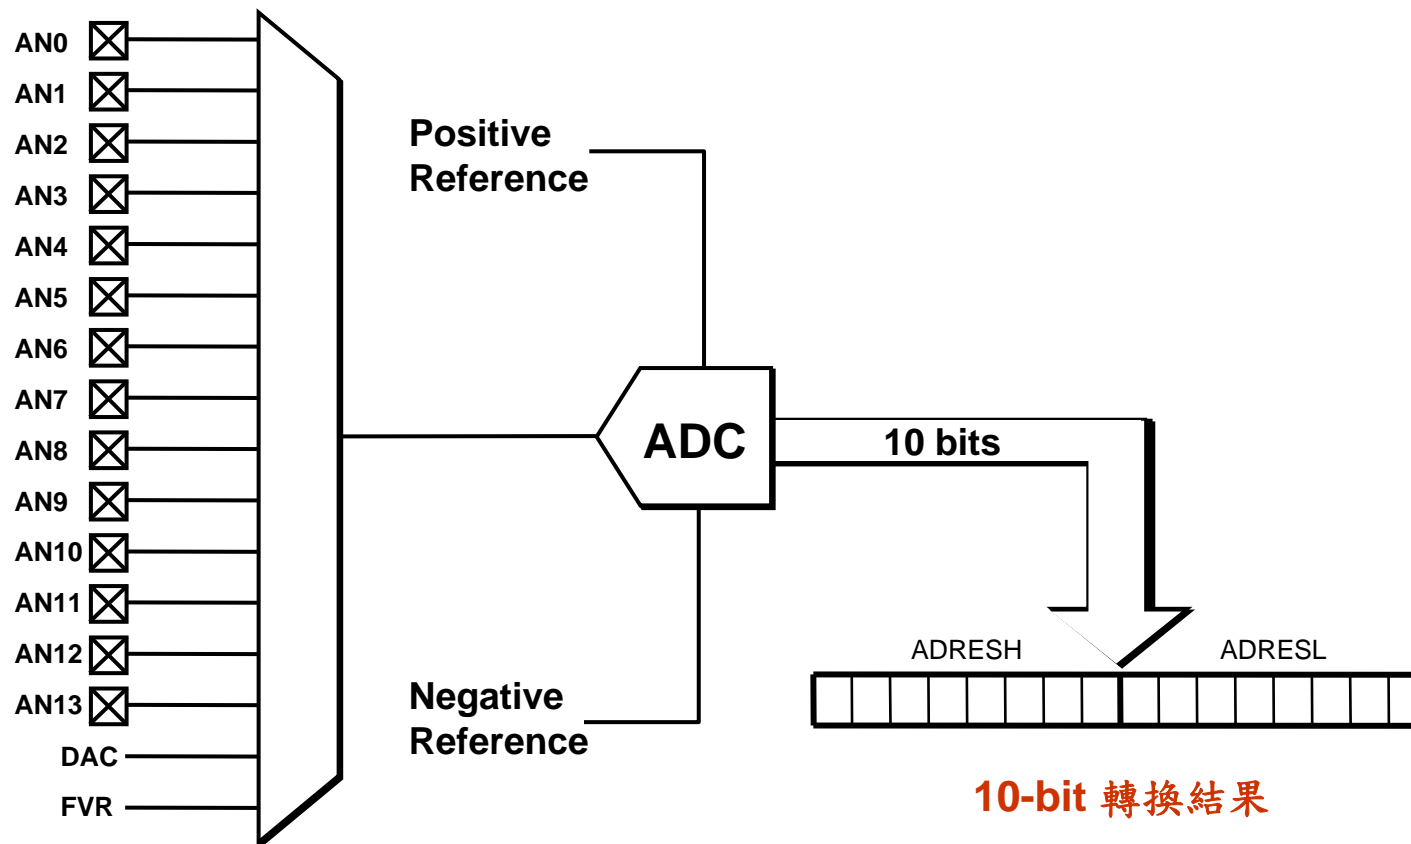 AN0
AN1
AN2
AN3
AN4
AN5
AN6
AN7
AN8
AN9
AN10
AN11
AN12
AN13
DAC
FVR
Positive
Reference
ADC
10 bits
Negative
Reference
ADRESH
ADRESL
10-bit 轉換結果